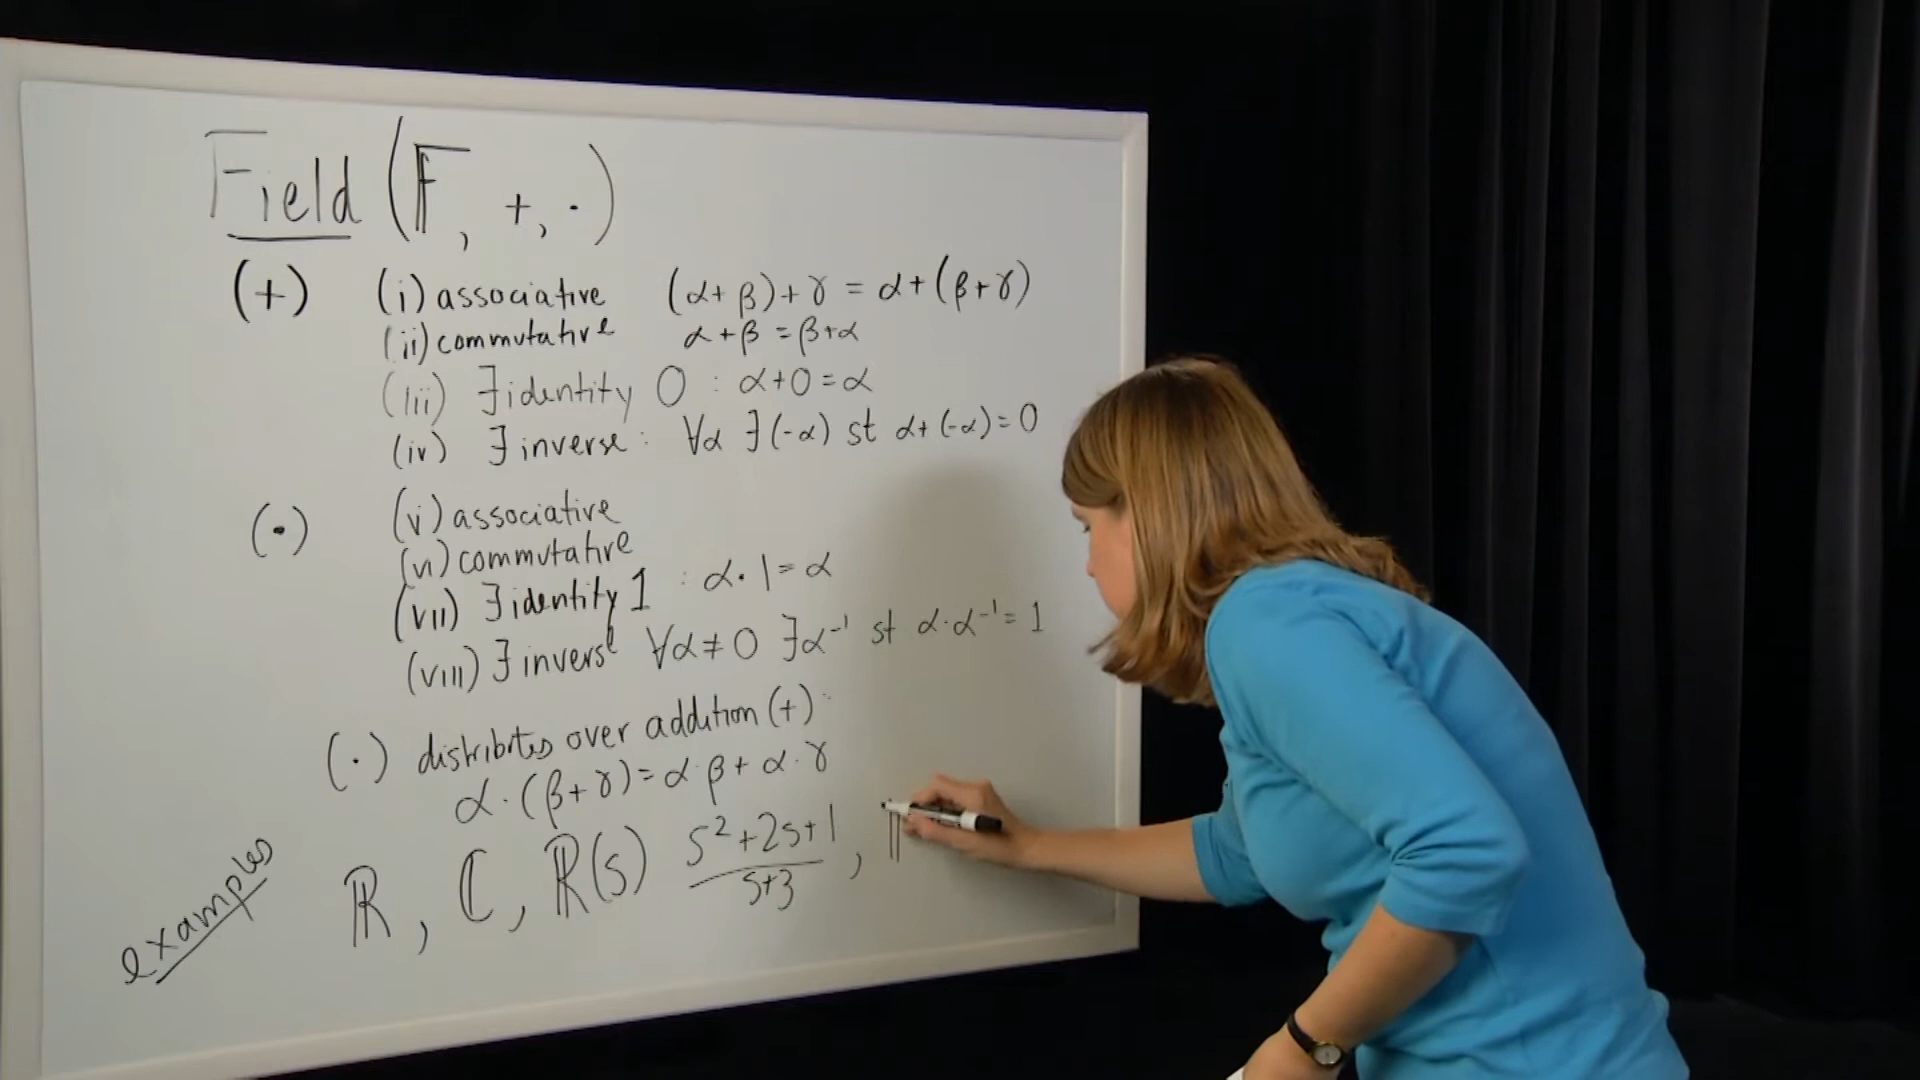 Field (𝔽, +, ·)
(+) (i) associative (α+β)+γ = α+(β+γ)
(ii) commutative α+β = β+α
(iii) ∃ identity 0 : α+0=α
(iv) ∃ inverse : ∀α ∃(-α) st α+(-α)=0
(·) (v) associative
(vi) commutative
(vii) ∃ identity 1 : α·1=α
(viii) ∃ inverse ∀α≠0 ∃α⁻¹ st α·α⁻¹=1
(·) distributes over addition (+):
α·(β+γ)=α·β+α·γ
examples ℝ, ℂ, ℝ(s) s²+2s+1 / s+3 ,